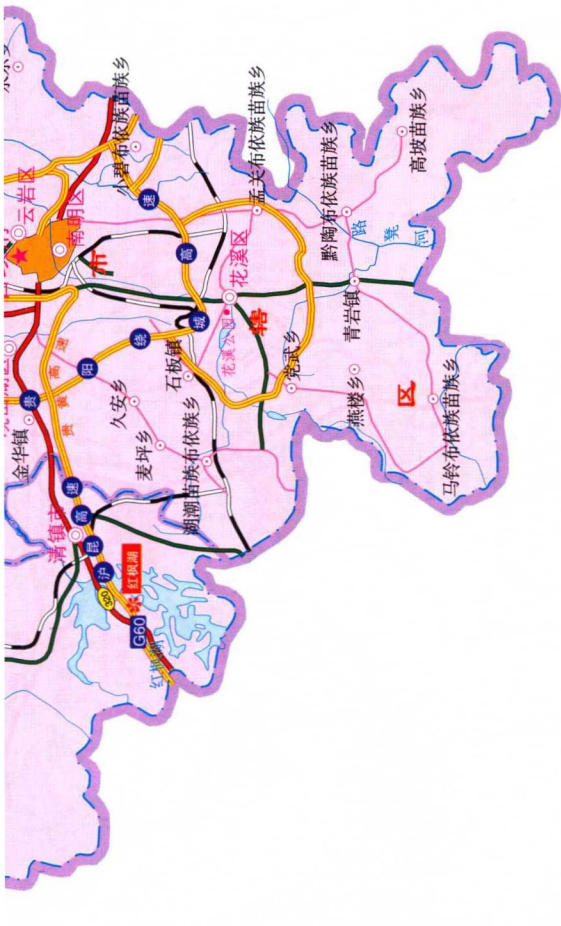 云岩区
南明区
小碧布依族苗族乡
孟关布依族苗族乡
黔陶布依族苗族乡
高坡苗族乡
市
花溪区
花溪公园
辖
区
青岩镇
石板镇
党武乡
燕楼乡
马铃布依族苗族乡
久安乡
麦坪乡
湖潮苗族布依族乡
金华镇
清镇市
贵黄高速
贵阳绕城高速
沪昆高速
320
G60
红枫湖
红枫湖